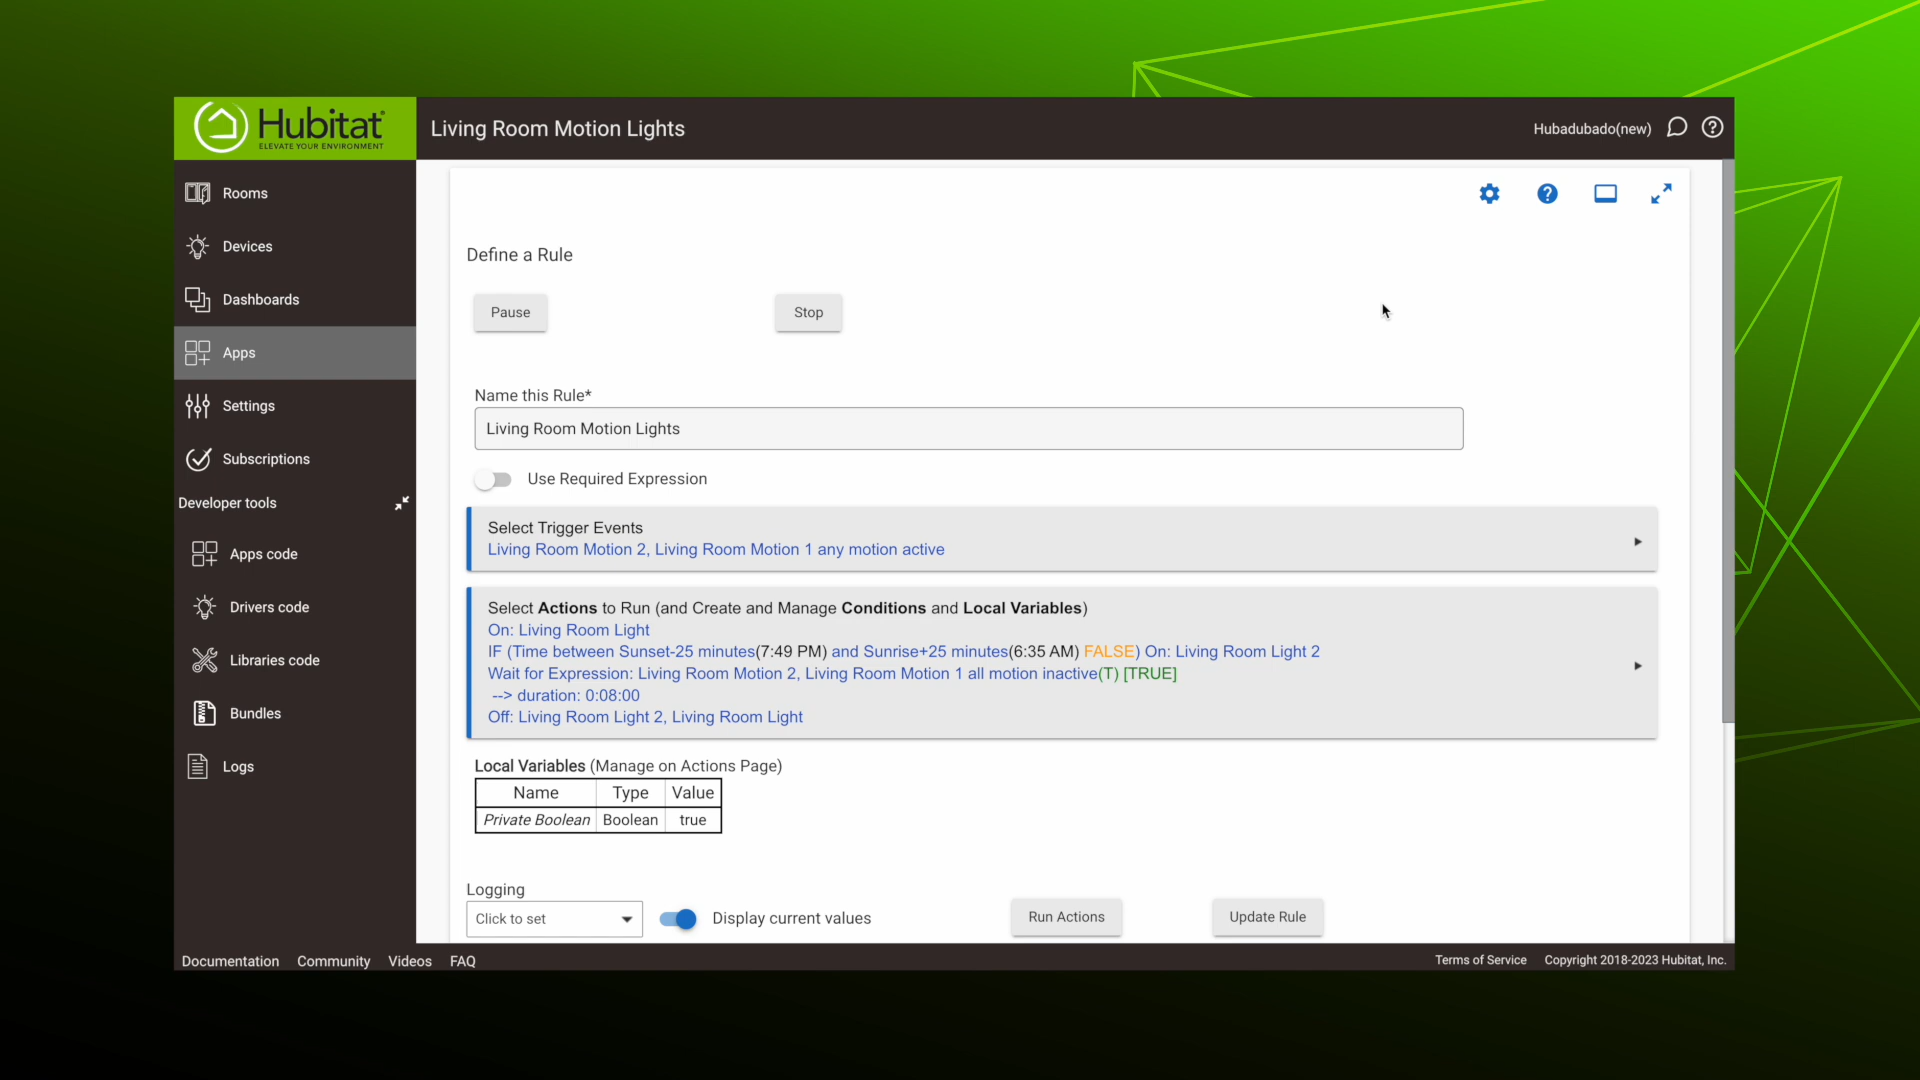 Hubitat®
ELEVATE YOUR ENVIRONMENT
Living Room Motion Lights
Hubadubado(new)
Rooms
Devices
Dashboards
Apps
Settings
Subscriptions
Developer tools
Apps code
Drivers code
Libraries code
Bundles
Logs
Define a Rule
Pause
Stop
Name this Rule*
Living Room Motion Lights
Use Required Expression
Select Trigger Events
Living Room Motion 2, Living Room Motion 1 any motion active
Select Actions to Run (and Create and Manage Conditions and Local Variables)
On: Living Room Light
IF (Time between Sunset-25 minutes(7:49 PM) and Sunrise+25 minutes(6:35 AM) FALSE) On: Living Room Light 2
Wait for Expression: Living Room Motion 2, Living Room Motion 1 all motion inactive(T) [TRUE]
--> duration: 0:08:00
Off: Living Room Light 2, Living Room Light
Local Variables (Manage on Actions Page)
Name Type Value
Private Boolean Boolean true
Logging
Click to set
Display current values
Run Actions
Update Rule
Documentation Community Videos FAQ
Terms of Service Copyright 2018-2023 Hubitat, Inc.